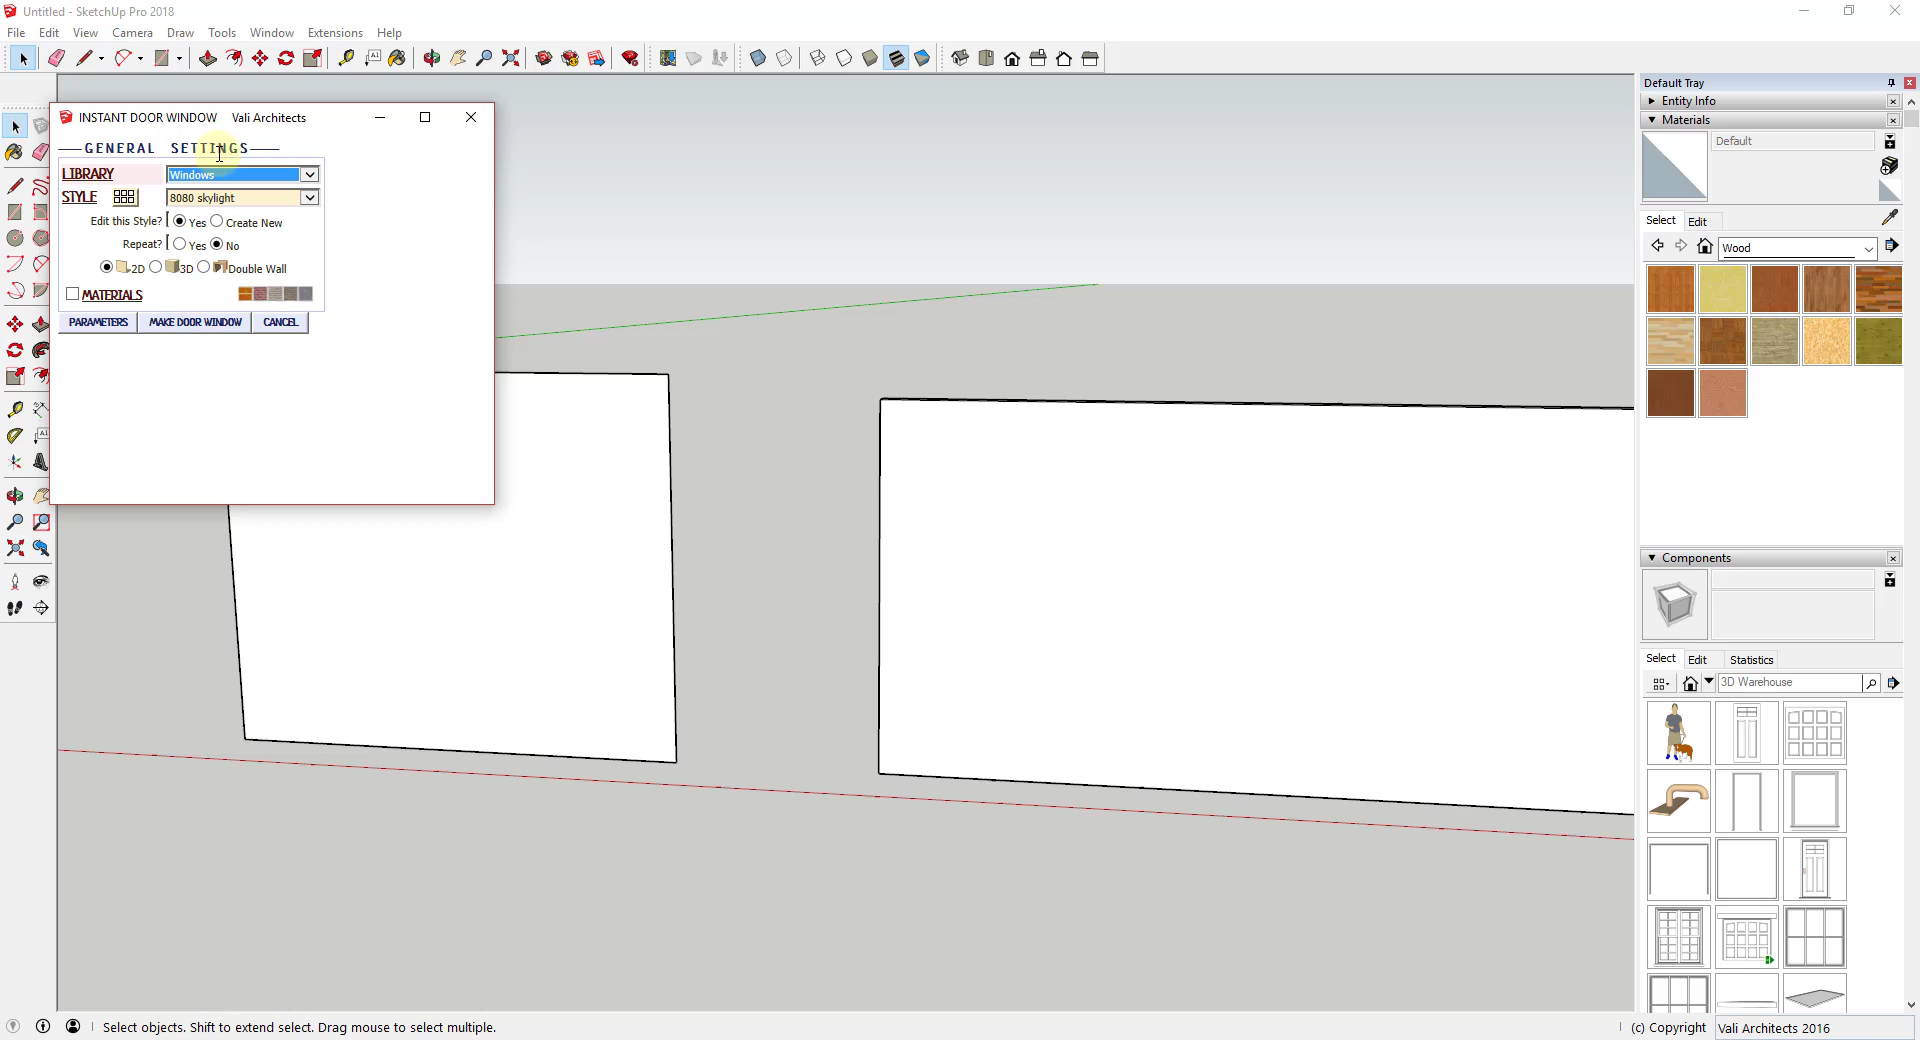 Untitled - SketchUp Pro 2018
File Edit View Camera Draw Tools Window Extensions Help
INSTANT DOOR WINDOW Vali Architects
GENERAL SETTINGS
LIBRARY Windows
STYLE 8080 skylight
Edit this Style? Yes Create New
Repeat? Yes No
2D 3D Double Wall
MATERIALS
PARAMETERS MAKE DOOR WINDOW CANCEL
Default Tray
Entity Info
Materials
Default
Select Edit
Wood
Components
Select Edit Statistics
3D Warehouse
Select objects. Shift to extend select. Drag mouse to select multiple.
(c) Copyright Vali Architects 2016